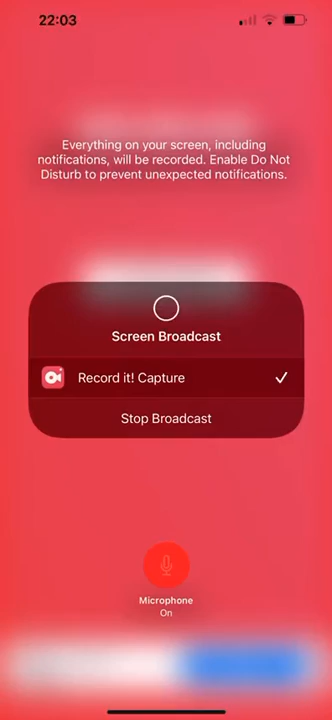 22:03
Everything on your screen, including
notifications, will be recorded. Enable Do Not
Disturb to prevent unexpected notifications.
Screen Broadcast
Record it! Capture
Stop Broadcast
Microphone
On